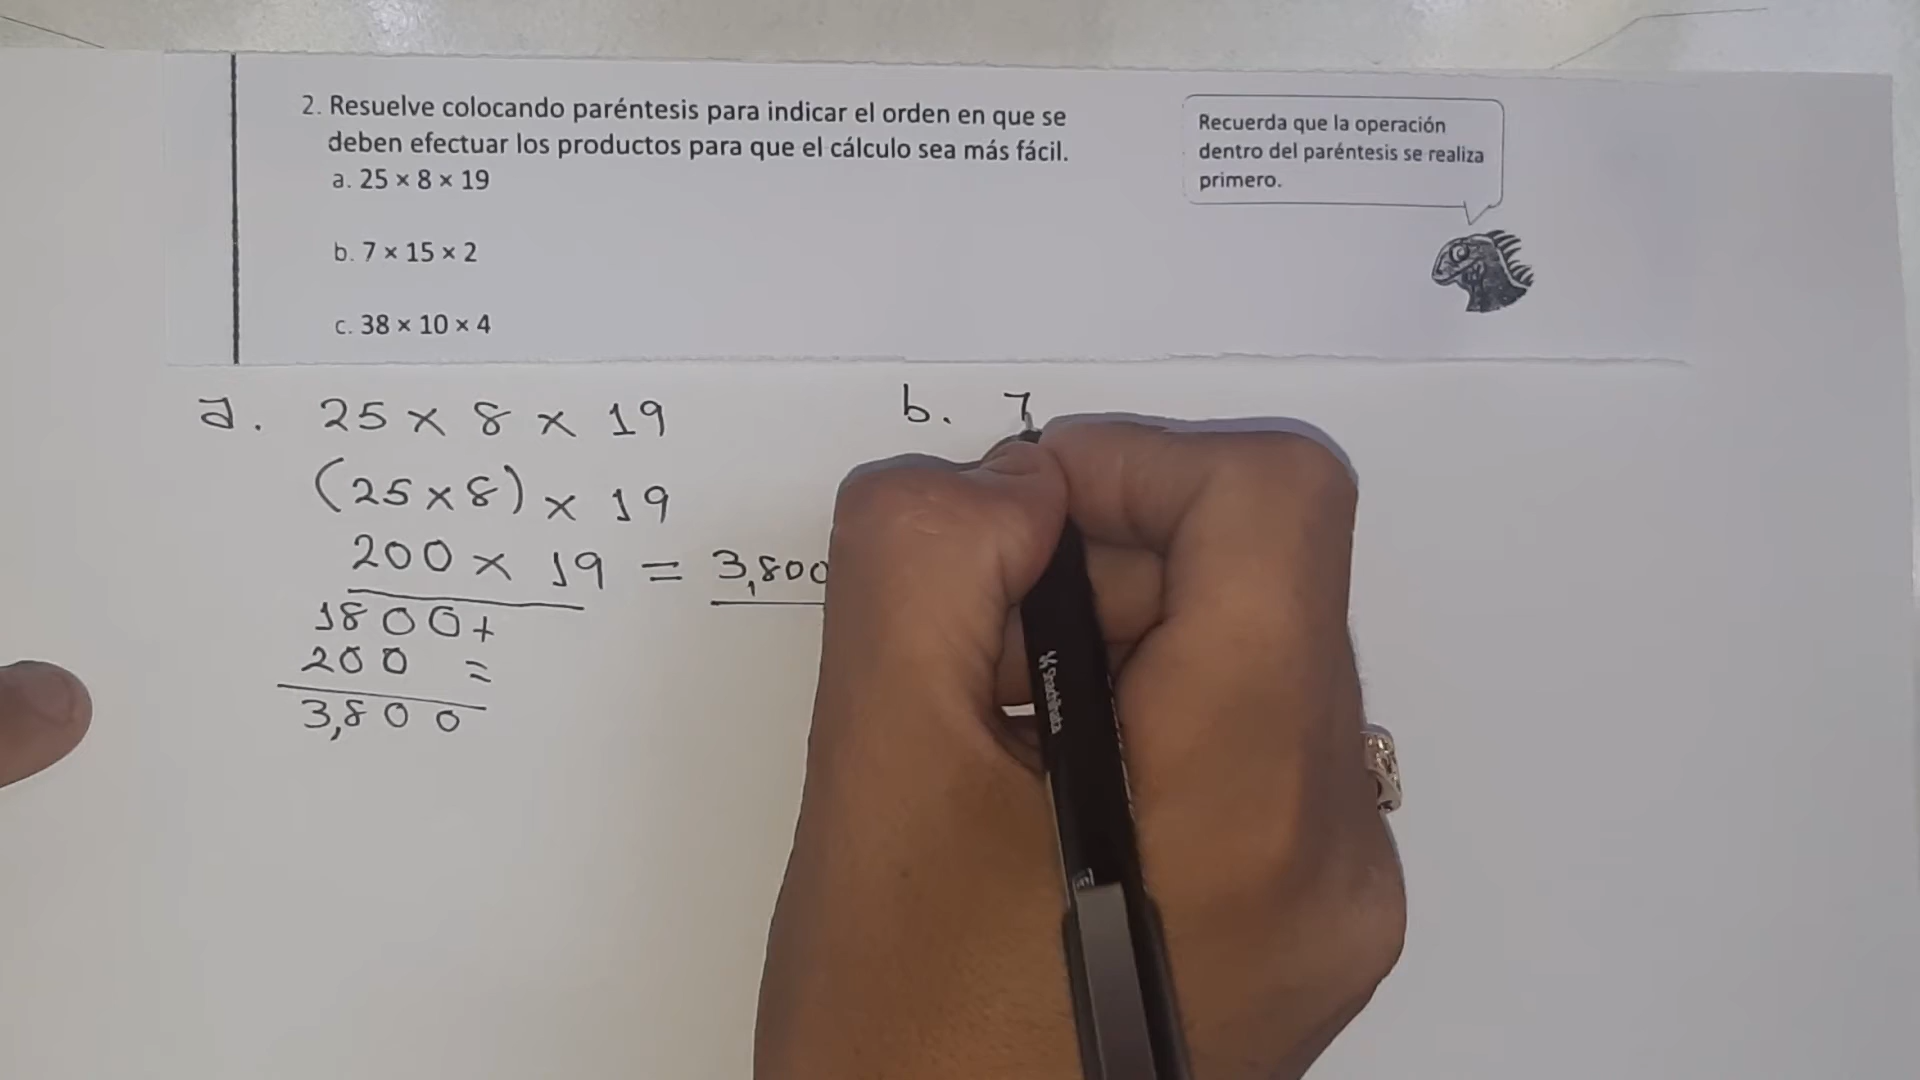 2. Resuelve colocando paréntesis para indicar el orden en que se
deben efectuar los productos para que el cálculo sea más fácil.
a. 25 × 8 × 19
b. 7 × 15 × 2
c. 38 × 10 × 4
Recuerda que la operación
dentro del paréntesis se realiza
primero.
a. 25 × 8 × 19
(25 × 8) × 19
200 × 19 = 3,800
1800+
200 =
3,800
b. 7